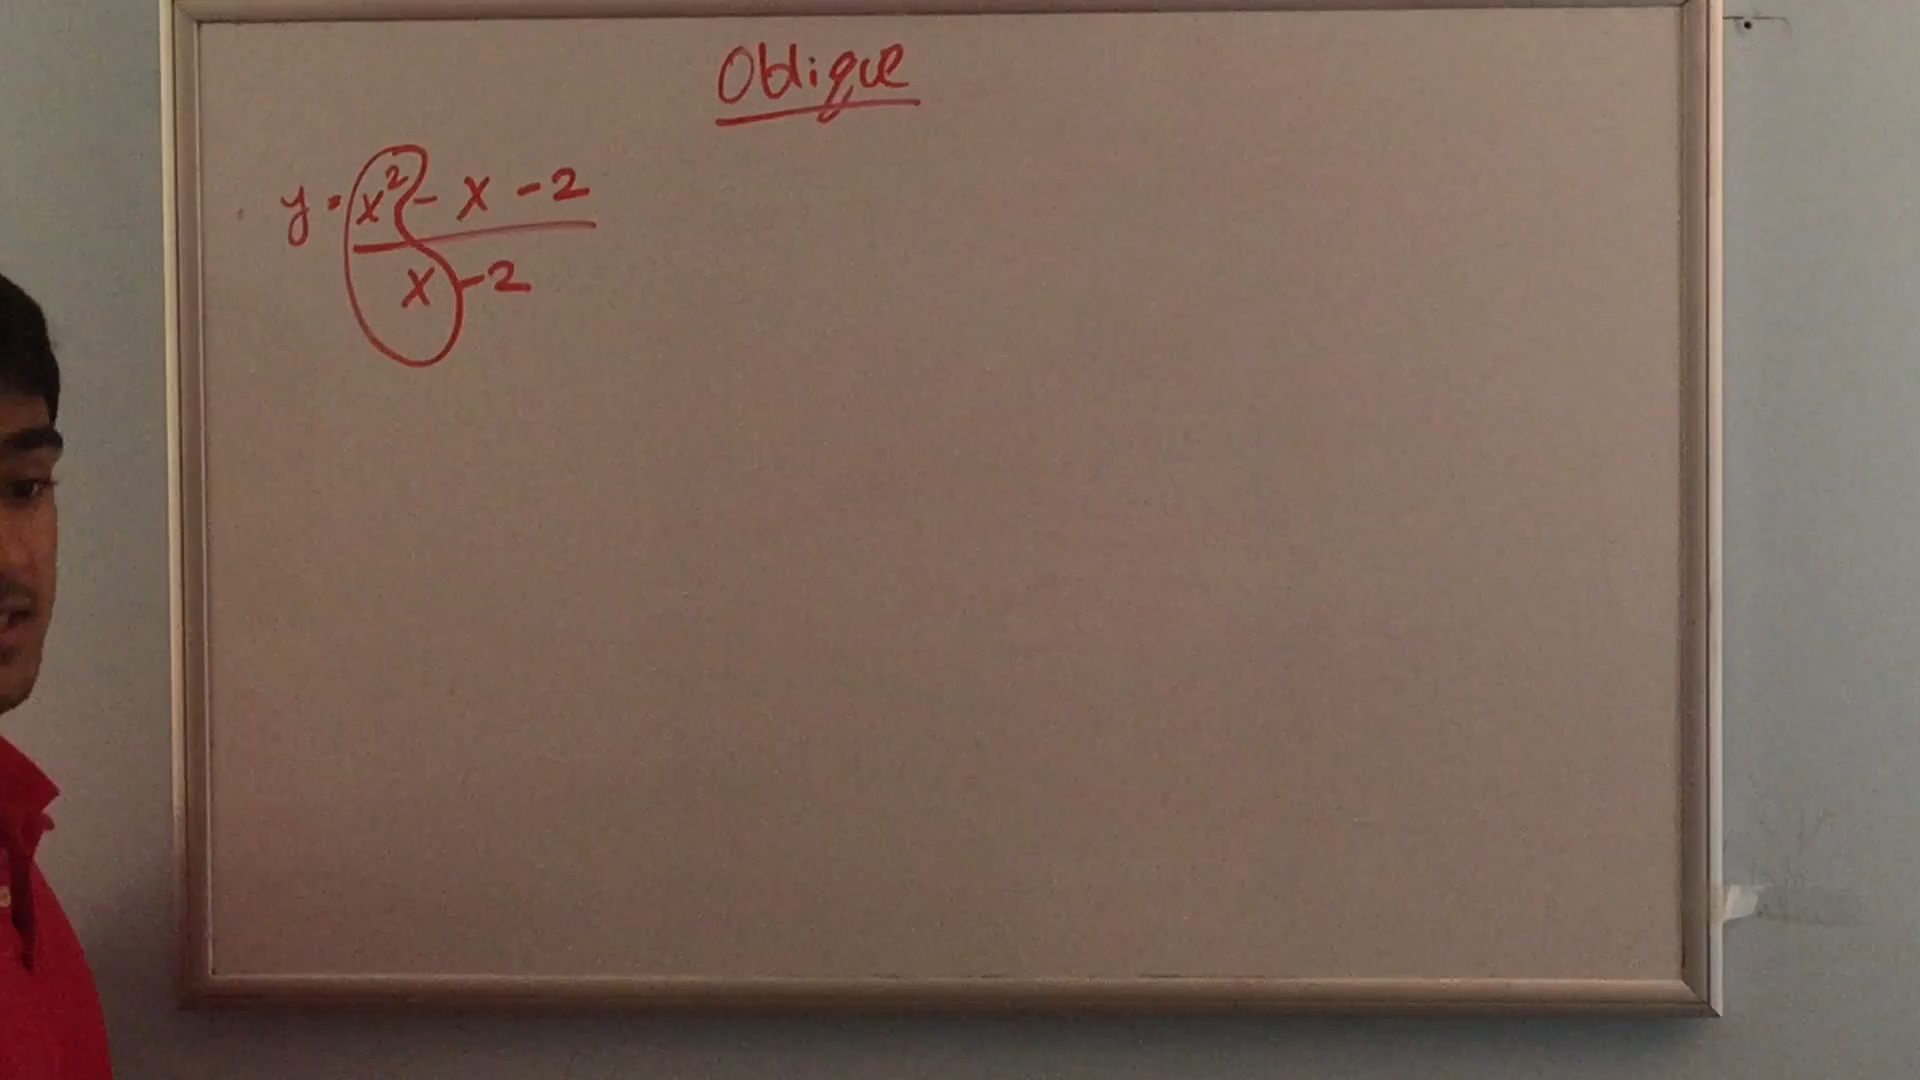 Oblique
y = x² - x - 2
x - 2